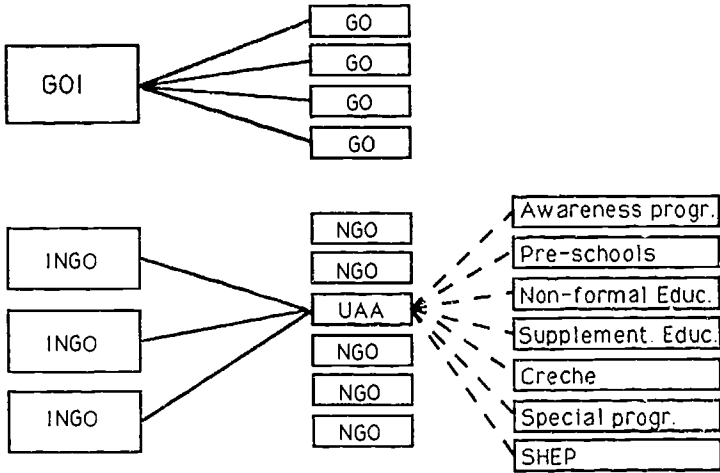 GOI
GO
GO
GO
GO
INGO
INGO
INGO
NGO
NGO
UAA
NGO
NGO
NGO
Awareness progr.
Pre-schools
Non-formal Educ.
Supplement. Educ.
Creche
Special progr.
SHEP